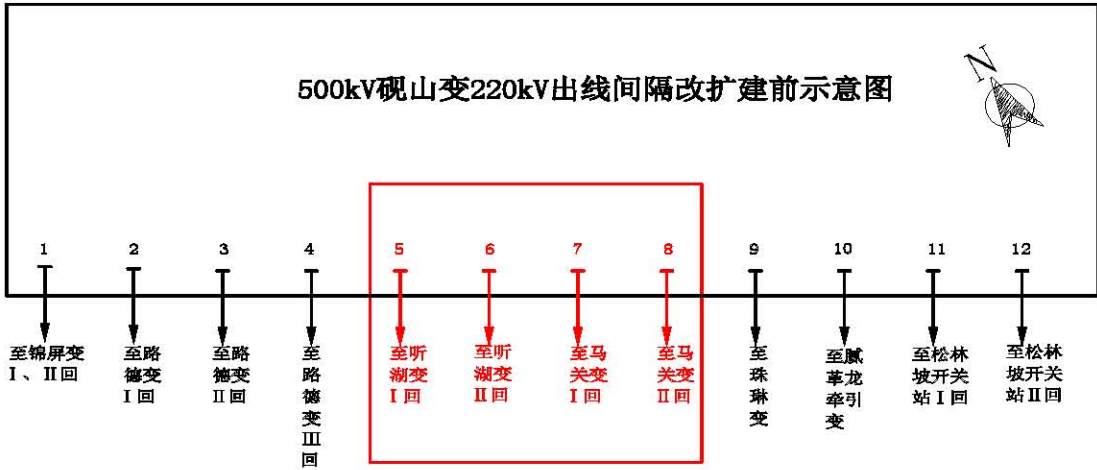 500kV砚山变220kV出线间隔改扩建前示意图
N
1
2
3
4
5
6
7
8
9
10
11
12
至锦屏变
I、II回
至路
德变
I回
至路
德变
II回
至
路
德
变
III
回
至听
湖变
I回
至听
湖变
II回
至马
关变
I回
至马
关变
II回
至
珠
琳
变
至腻
革龙
牵引
变
至松林
坡开关
站I回
至松林
坡开关
站II回